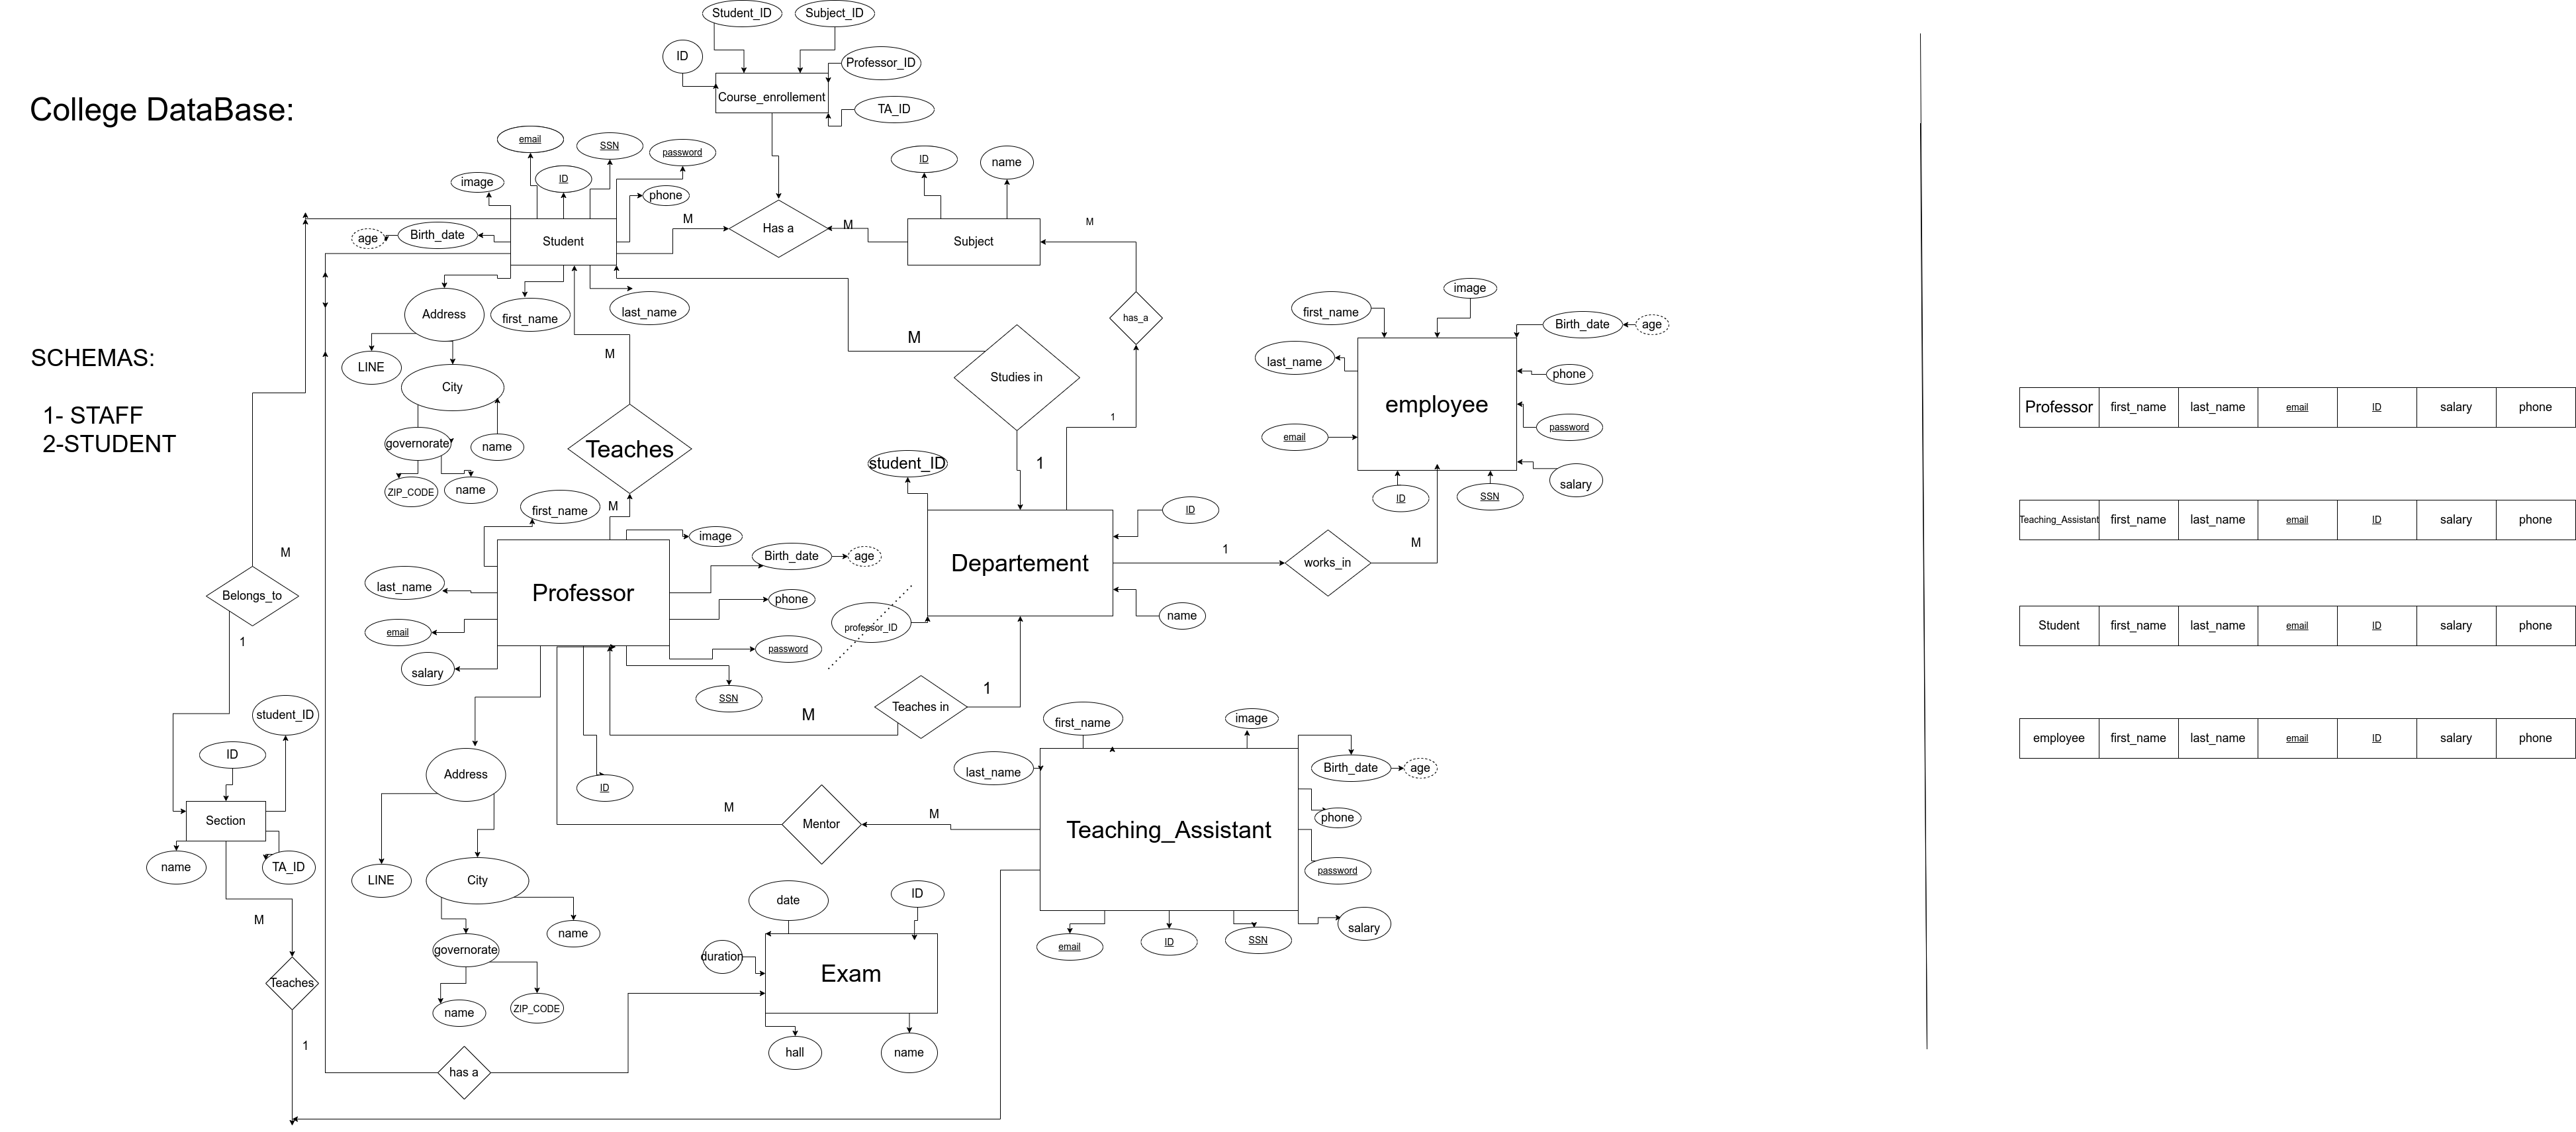 College DataBase:
SCHEMAS:
1- STAFF
2-STUDENT
Student_ID
Subject_ID
ID
Professor_ID
Course_enrollement
TA_ID
email
SSN
password
image
ID
phone
Birth_date
age
Student
M
Has a
M
ID
name
Subject
M
Address
first_name
last_name
LINE
City
governorate
name
ZIP_CODE
name
M
Teaches
M
M
Studies in
1
has_a
1
first_name
image
Birth_date
age
last_name
employee
phone
email
password
ID
SSN
salary
student_ID
Departement
ID
professor_ID
name
1
works_in
M
first_name
image
Birth_date
age
last_name
Professor
phone
email
password
salary
SSN
M
Teaches in
1
M
Belongs_to
1
student_ID
ID
Section
name
TA_ID
M
Teaches
1
Address
ID
LINE
City
name
governorate
name
ZIP_CODE
M
Mentor
M
first_name
image
last_name
Birth_date
age
Teaching_Assistant
phone
password
email
ID
SSN
salary
date
ID
duration
Exam
hall
name
has a
Professor first_name last_name email ID salary phone
Teaching_Assistant first_name last_name email ID salary phone
Student first_name last_name email ID salary phone
employee first_name last_name email ID salary phone